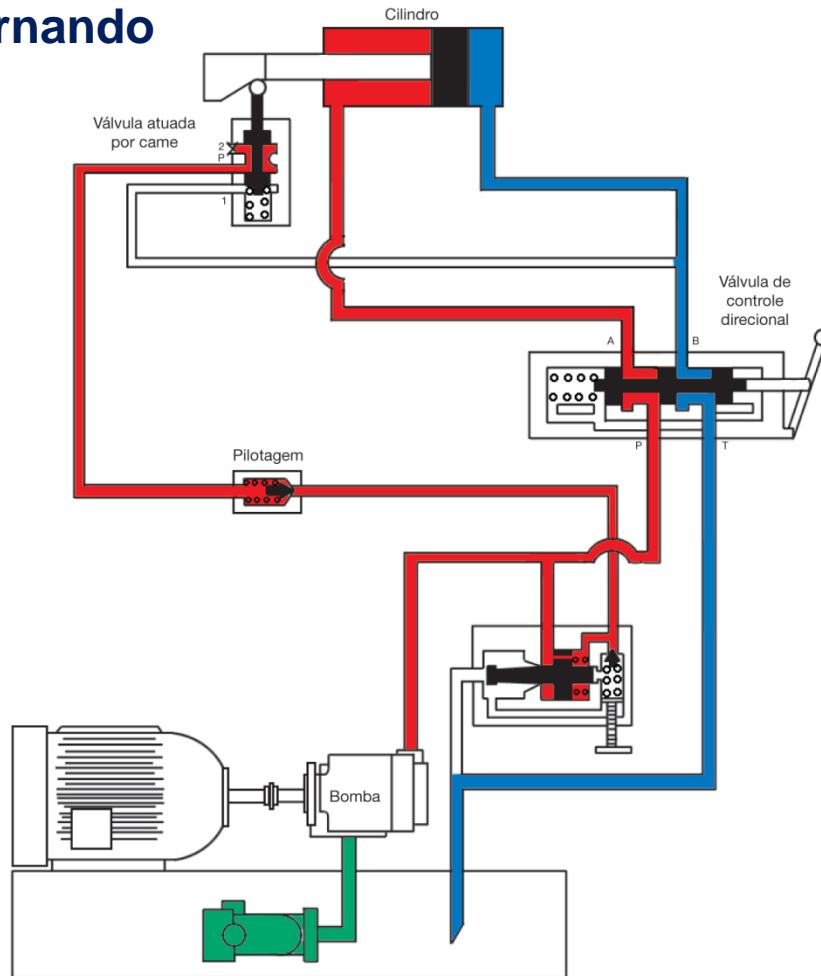 rnando
Cilindro
Válvula atuada
por came
2
P
1
Válvula de
controle
direcional
A
B
P
T
Pilotagem
Bomba